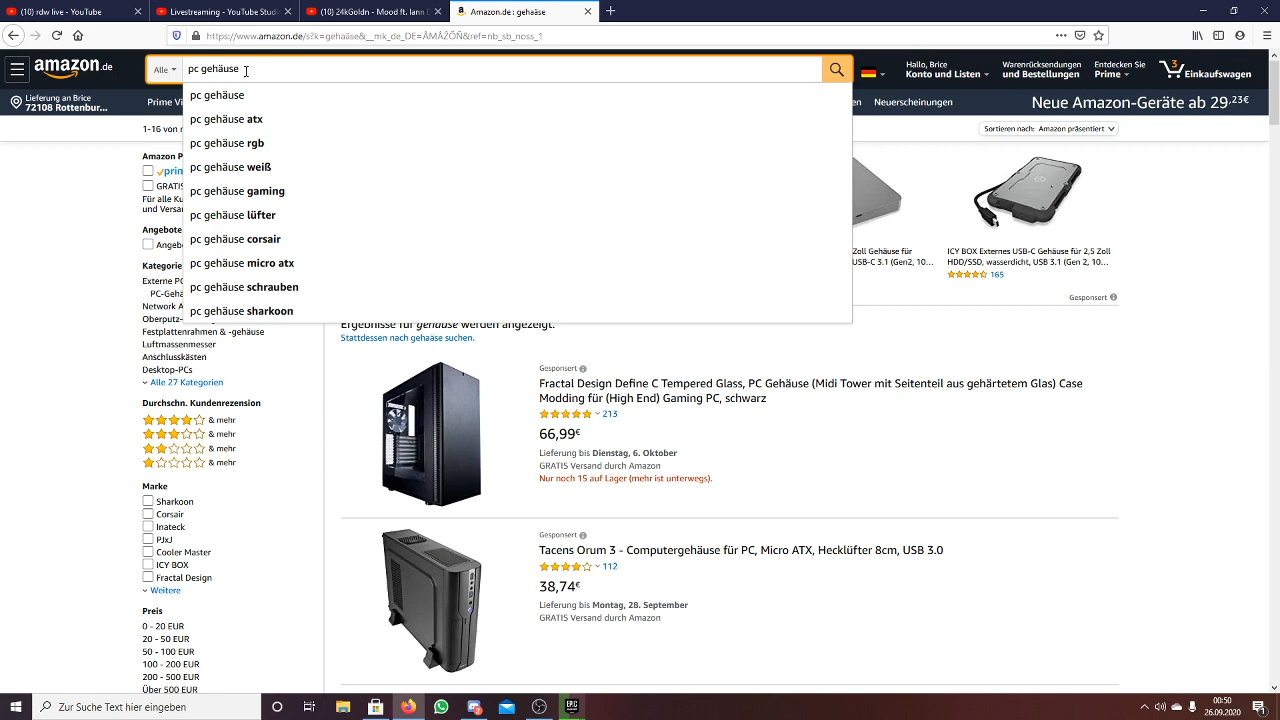 (10) rdw live - YouTube
Livestreaming - YouTube Studi
(10) 24kGoldn - Mood ft. Iann D
Amazon.de : gehäuse
https://www.amazon.de/s?k=gehaäse&__mk_de_DE=ÅMÅŽÕÑ&ref=nb_sb_noss_1
amazon.de
Alle
pc gehäuse
Hallo, Brice
Konto und Listen
Warenrücksendungen
und Bestellungen
Entdecken Sie
Prime
3
Einkaufswagen
Lieferung an Brice
72108 Rottenbur...
Prime Vi
en
Neuerscheinungen
Neue Amazon-Geräte ab 29,23€
pc gehäuse
pc gehäuse atx
pc gehäuse rgb
pc gehäuse weiß
pc gehäuse gaming
pc gehäuse lüfter
pc gehäuse corsair
pc gehäuse micro atx
pc gehäuse schrauben
pc gehäuse sharkoon
1-16 von
Sortieren nach: Amazon präsentiert
Amazon P
prim
GRATIS
Für alle Ku
und Versan
Angebote
Angebo
Kategorie
Externe PC
PC-Gehä
Network A
Oberputz-
Festplattenrahmen & -gehäuse
Luftmassenmesser
Anschlusskästen
Desktop-PCs
Alle 27 Kategorien
Durchschn. Kundenrezension
& mehr
& mehr
& mehr
& mehr
Marke
Sharkoon
Corsair
Inateck
PJxJ
Cooler Master
ICY BOX
Fractal Design
Weitere
Preis
0 - 20 EUR
20 - 50 EUR
50 - 100 EUR
100 - 200 EUR
200 - 500 EUR
Über 500 EUR
Zoll Gehäuse für
USB-C 3.1 (Gen2, 10...
ICY BOX Externes USB-C Gehäuse für 2,5 Zoll
HDD/SSD, wasserdicht, USB 3.1 (Gen 2, 10...
165
Gesponsert
Ergebnisse für gehäuse werden angezeigt.
Stattdessen nach gehaäse suchen.
Gesponsert
Fractal Design Define C Tempered Glass, PC Gehäuse (Midi Tower mit Seitenteil aus gehärtetem Glas) Case
Modding für (High End) Gaming PC, schwarz
213
66,99€
Lieferung bis Dienstag, 6. Oktober
GRATIS Versand durch Amazon
Nur noch 15 auf Lager (mehr ist unterwegs).
Gesponsert
Tacens Orum 3 - Computergehäuse für PC, Micro ATX, Hecklüfter 8cm, USB 3.0
112
38,74€
Lieferung bis Montag, 28. September
GRATIS Versand durch Amazon
Zur Suche Text hier eingeben
EPIC
00:50
26.09.2020
1